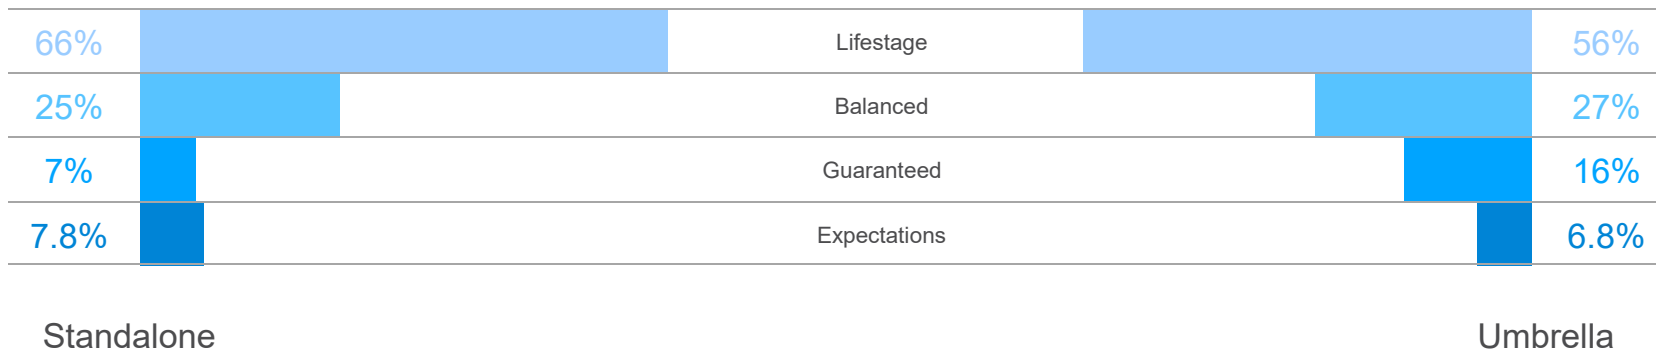 66% Lifestage 56%
25% Balanced 27%
7% Guaranteed 16%
7.8% Expectations 6.8%
Standalone Umbrella